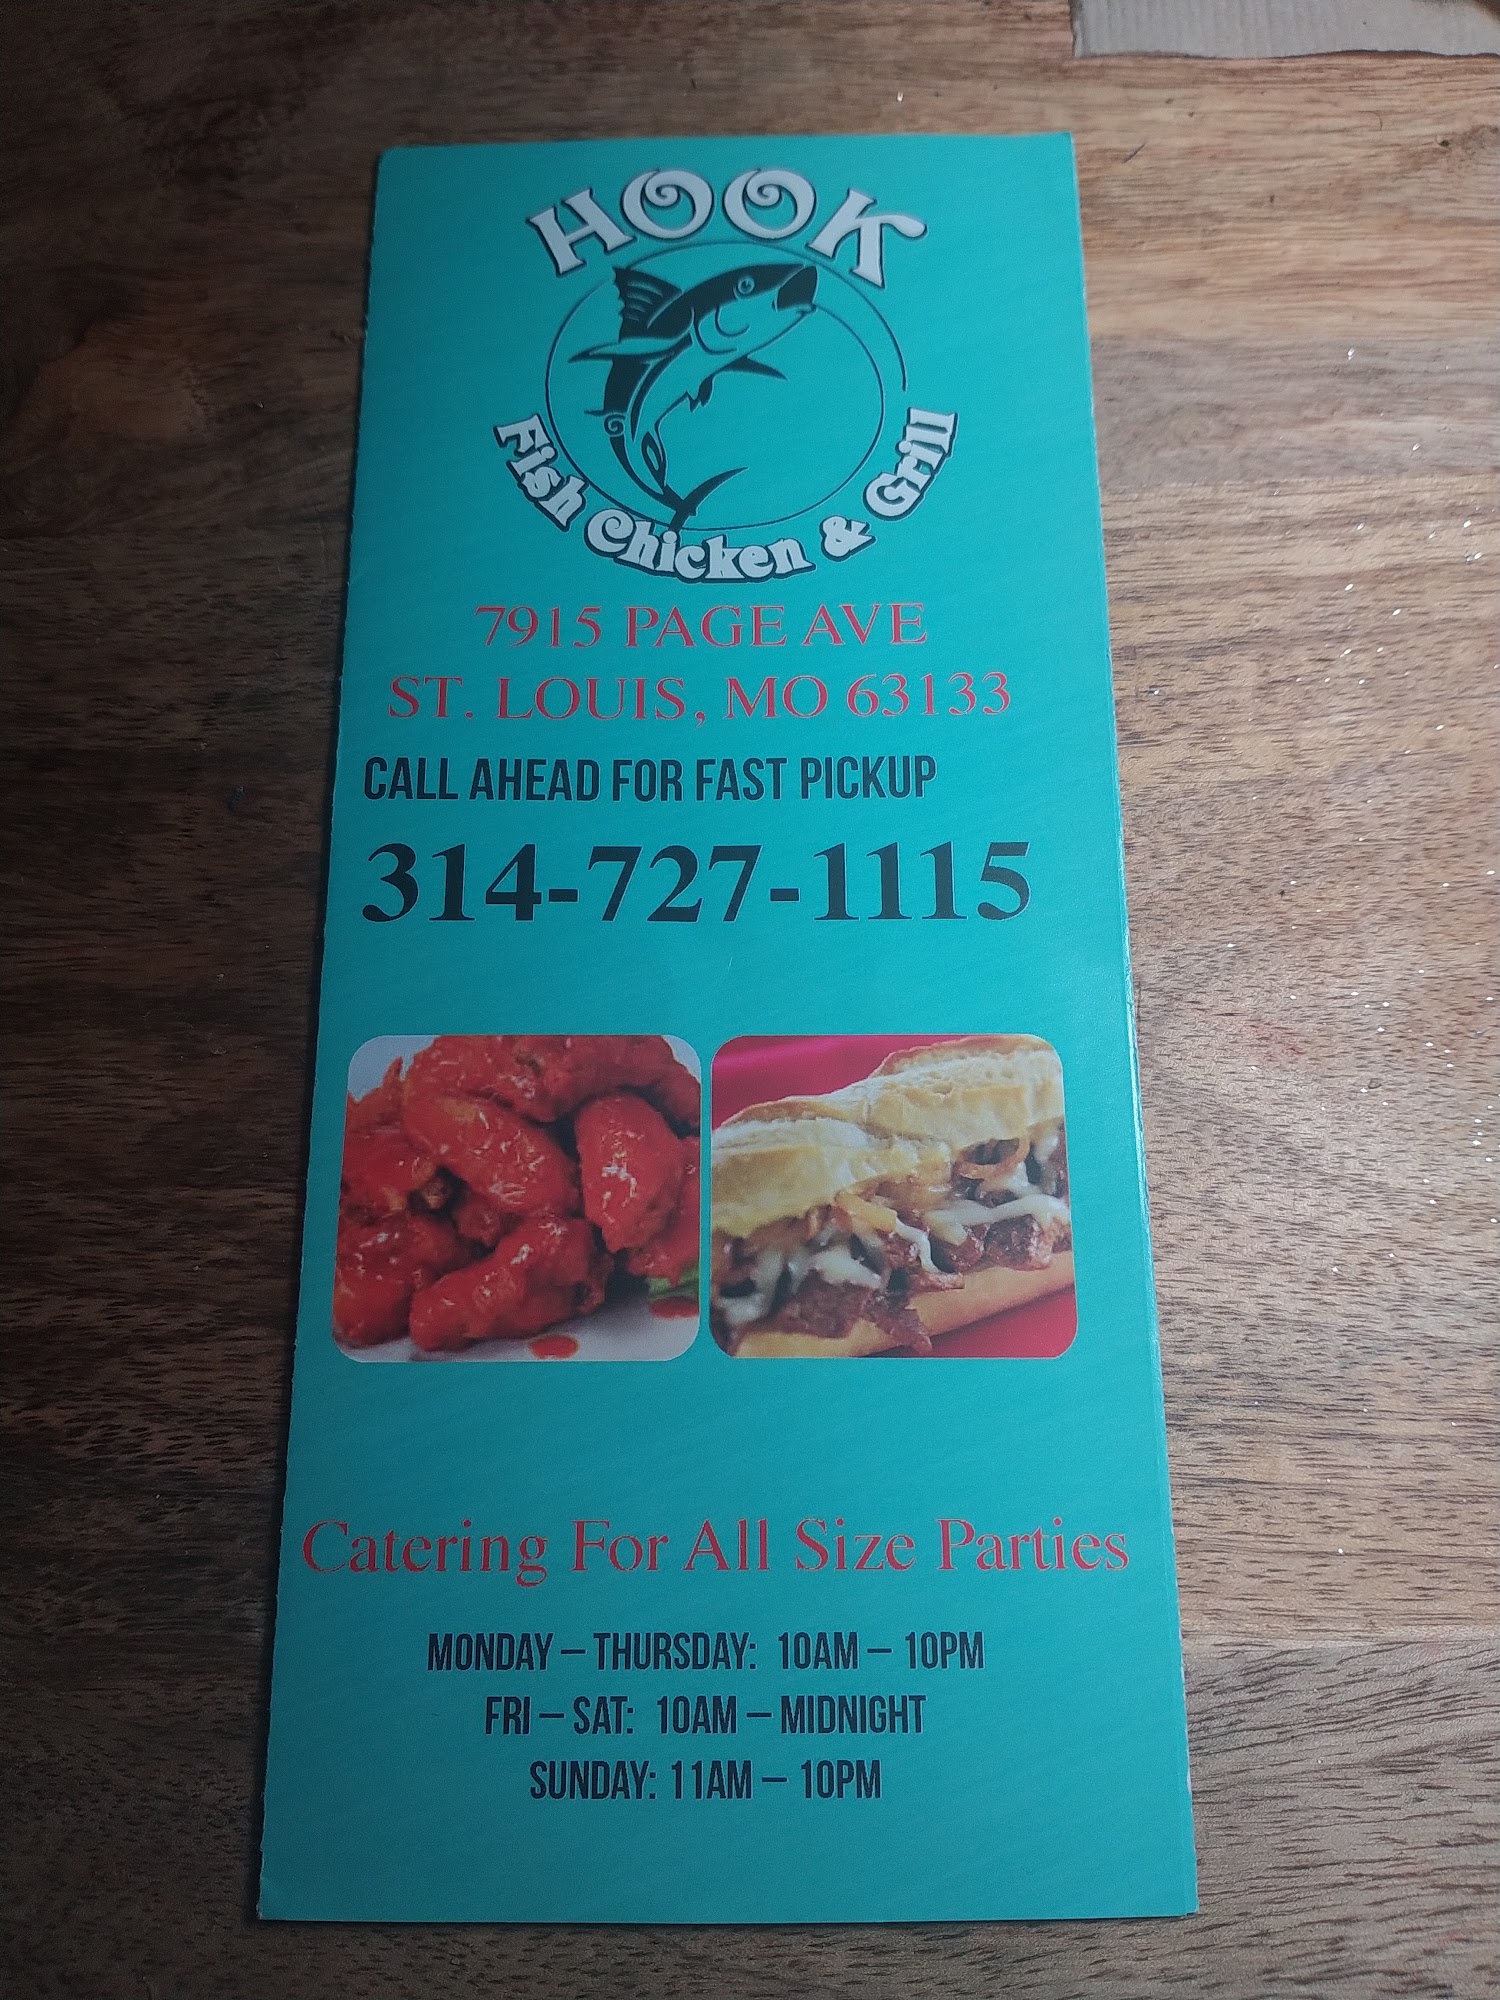 HOOK
Fish Chicken & Grill
7915 PAGE AVE
ST. LOUIS, MO 63133
CALL AHEAD FOR FAST PICKUP
314-727-1115
Catering For All Size Parties
MONDAY – THURSDAY: 10AM – 10PM
FRI – SAT: 10AM – MIDNIGHT
SUNDAY: 11AM – 10PM